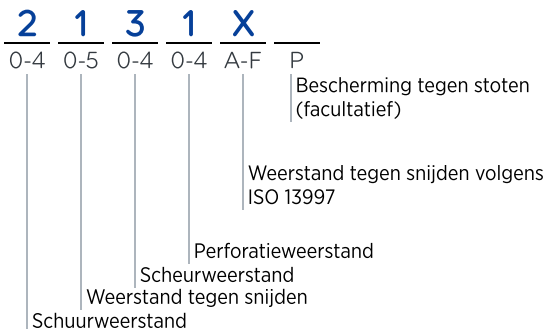 2 1 3 1 X
0-4 0-5 0-4 0-4 A-F P
Bescherming tegen stoten
(facultatief)
Weerstand tegen snijden volgens
ISO 13997
Perforatieweerstand
Scheurweerstand
Weerstand tegen snijden
Schuurweerstand